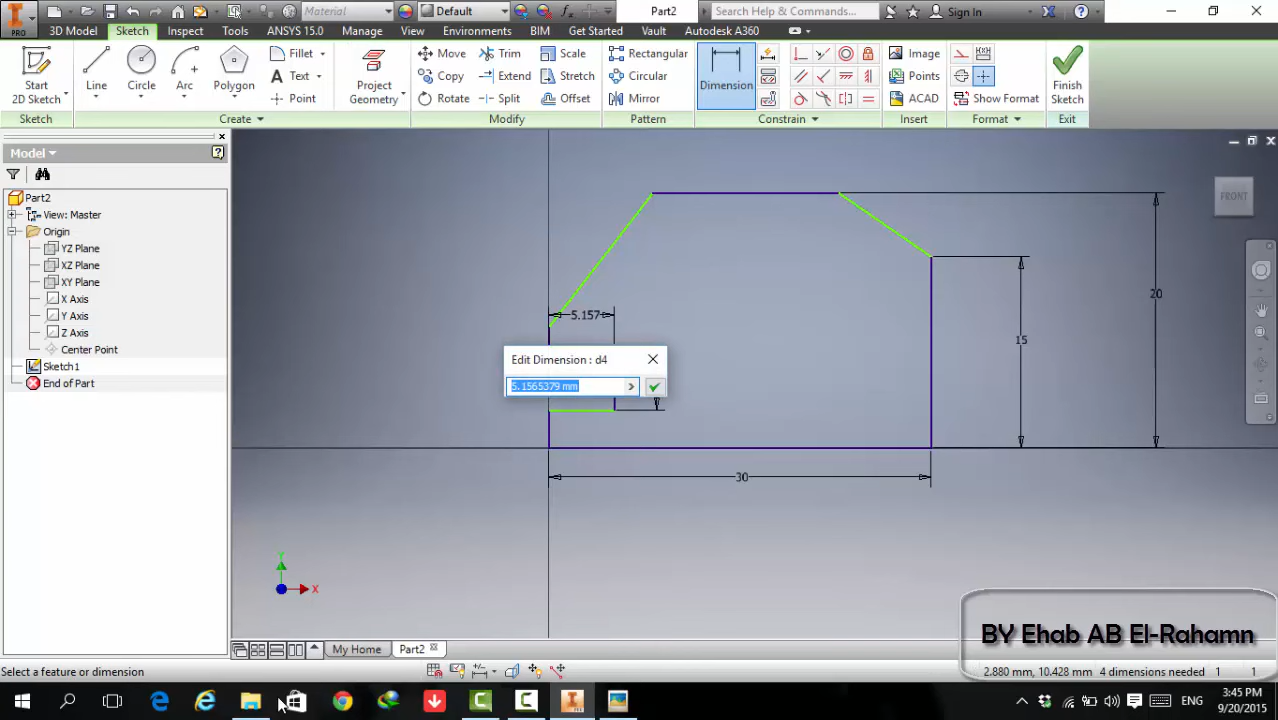 Material
Default
Part2
Search Help & Commands...
Sign In
PRO
3D Model
Sketch
Inspect
Tools
ANSYS 15.0
Manage
View
Environments
BIM
Get Started
Vault
Autodesk A360
Start
2D Sketch
Line
Circle
Arc
Polygon
Fillet
Text
Point
Project
Geometry
Move
Copy
Rotate
Trim
Extend
Split
Scale
Stretch
Offset
Rectangular
Circular
Mirror
Dimension
Image
Points
ACAD
Show Format
Finish
Sketch
Sketch
Create
Modify
Pattern
Constrain
Insert
Format
Exit
Model
Part2
View: Master
Origin
YZ Plane
XZ Plane
XY Plane
X Axis
Y Axis
Z Axis
Center Point
Sketch1
End of Part
FRONT
5.157
20
15
30
Edit Dimension : d4
5.1565379 mm
Y
X
BY Ehab AB El-Rahamn
My Home
Part2
Select a feature or dimension
2.880 mm, 10.428 mm 4 dimensions needed 1 1
ENG
3:45 PM
9/20/2015